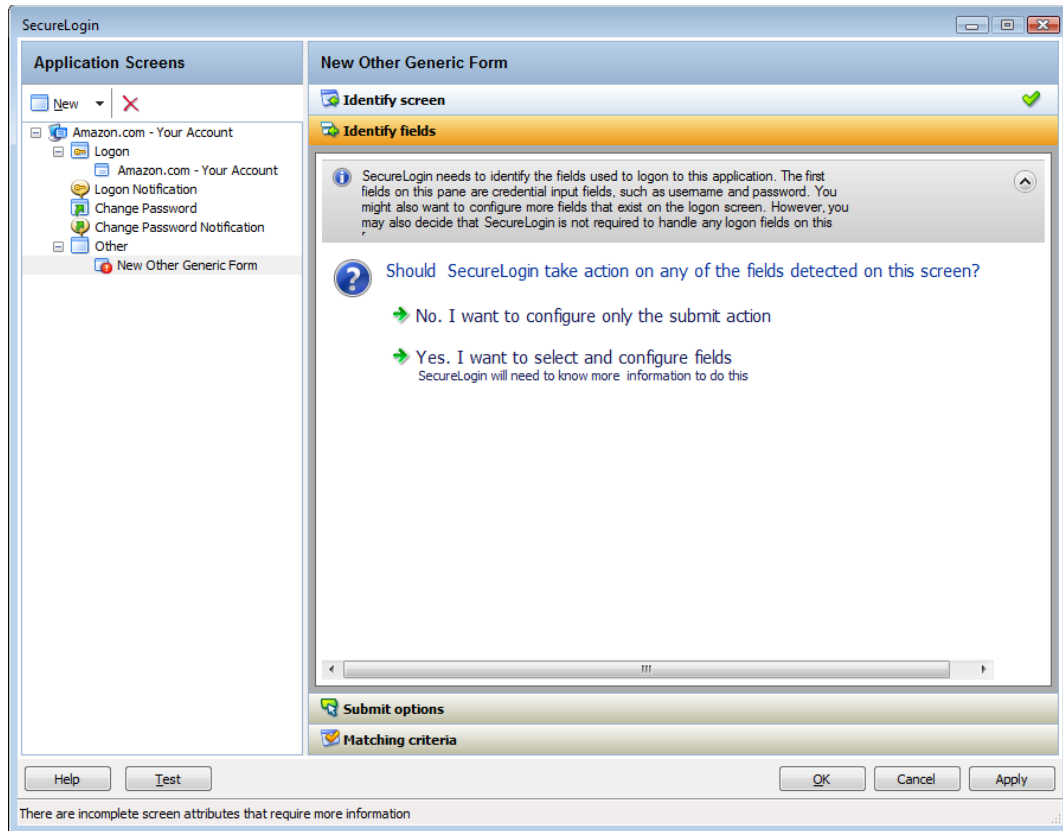 SecureLogin
Application Screens
New
Amazon.com - Your Account
Logon
Amazon.com - Your Account
Logon Notification
Change Password
Change Password Notification
Other
New Other Generic Form
New Other Generic Form
Identify screen
Identify fields
SecureLogin needs to identify the fields used to logon to this application. The first
fields on this pane are credential input fields, such as username and password. You
might also want to configure more fields that exist on the logon screen. However, you
may also decide that SecureLogin is not required to handle any logon fields on this
Should SecureLogin take action on any of the fields detected on this screen?
No. I want to configure only the submit action
Yes. I want to select and configure fields
SecureLogin will need to know more information to do this
Submit options
Matching criteria
Help
Test
OK
Cancel
Apply
There are incomplete screen attributes that require more information